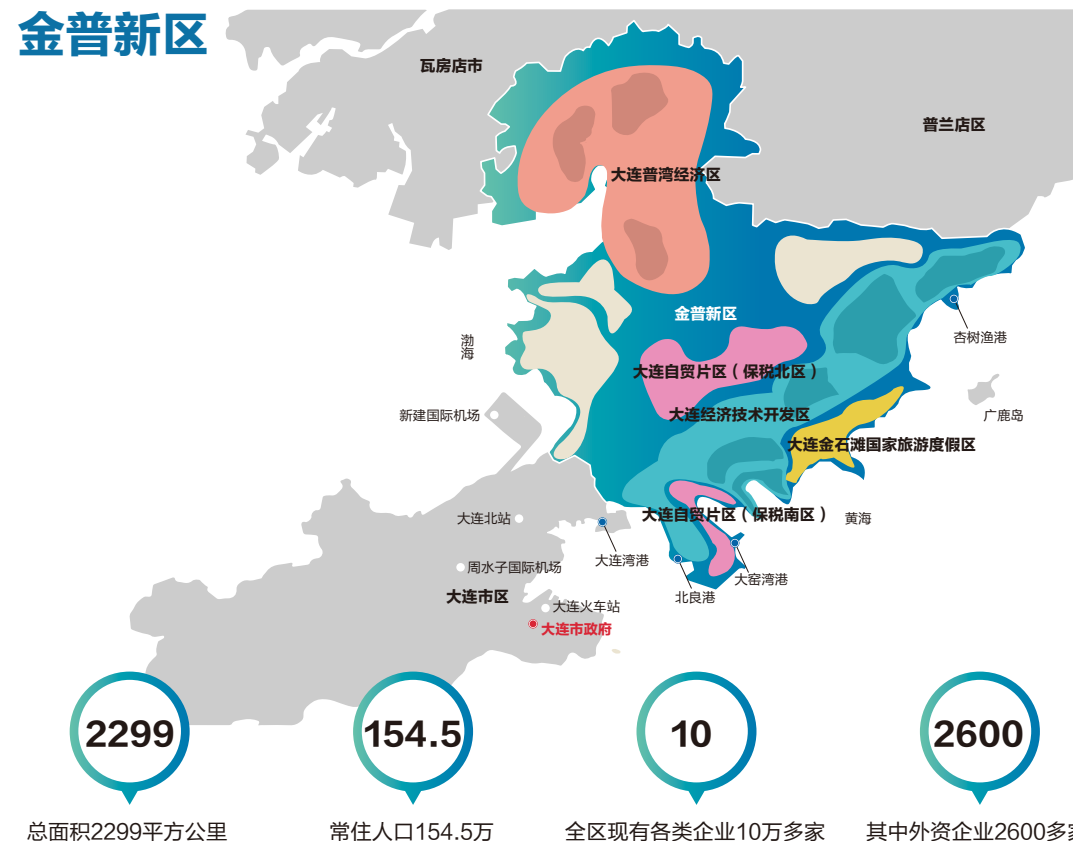 金普新区
瓦房店市
普兰店区
大连普湾经济区
金普新区
渤海
杏树渔港
大连自贸片区（保税北区）
新建国际机场
大连经济技术开发区
广鹿岛
大连金石滩国家旅游度假区
大连自贸片区（保税南区）
黄海
大连北站
大连湾港
周水子国际机场
大窑湾港
大连市区
北良港
大连火车站
大连市政府
2299
154.5
10
2600
总面积2299平方公里
常住人口154.5万
全区现有各类企业10万多家
其中外资企业2600多家